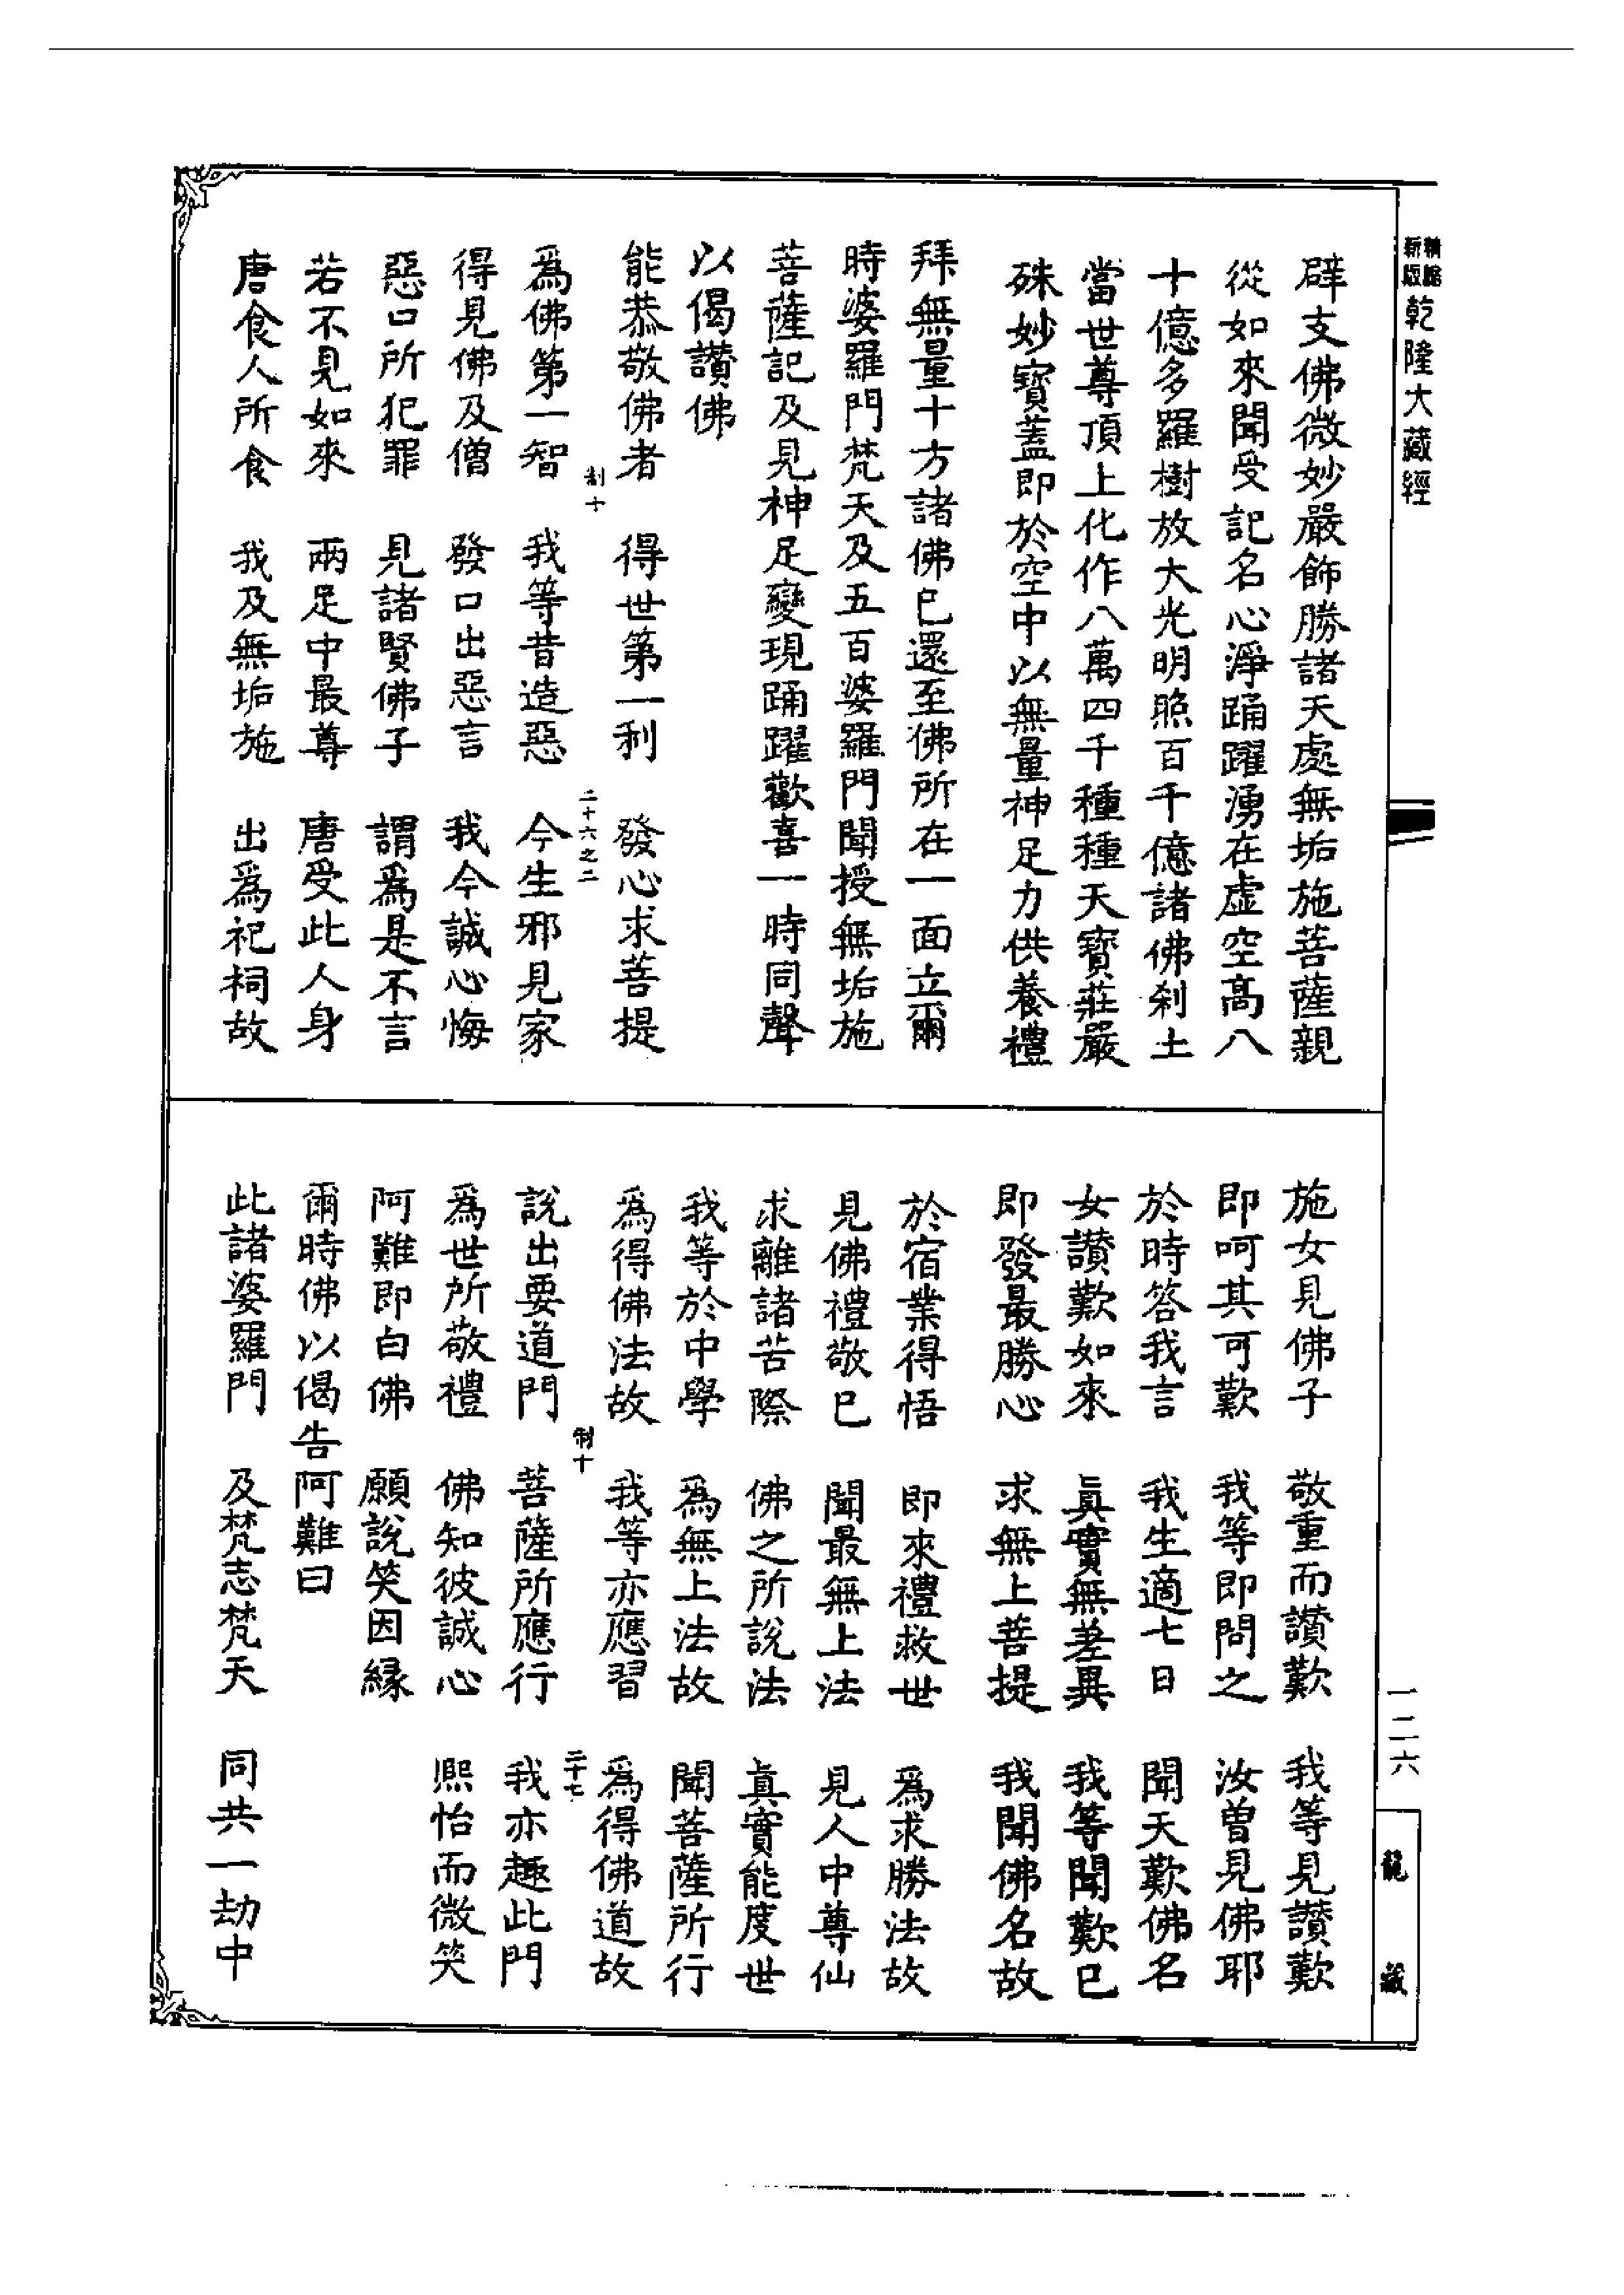 新版
精縮
乾隆大藏經
辟支佛微妙嚴飾勝諸天處無垢施菩薩親
從如來聞受記名心淨踊躍湧在虛空高八
十億多羅樹放大光明照百千億諸佛剎土
當世尊頂上化作八萬四千種種天寶莊嚴
殊妙寶蓋即於空中以無量神足力供養禮
拜無量十方諸佛已還至佛所在一面立爾
時婆羅門梵天及五百婆羅門聞授無垢施
菩薩記及見神足變現踊躍歡喜一時同聲
以偈讚佛
能恭敬佛者　得世第一利　發心求菩提
制十　二十六之二
為佛第一智　我等昔造惡　今生邪見家
得見佛及僧　發口出惡言　我今誠心悔
惡口所犯罪　見諸賢佛子　謂為是不言
若不見如來　兩足中最尊　唐受此人身
唐食人所食　我及無垢施　出為祀祠故
施女見佛子　敬重而讚歎　我等見讚歎
即呵其可歎　我等即問之　汝曾見佛耶
於時答我言　我生適七日　聞天歎佛名
女讚歎如來　真實無差異　我等聞歎已
即發最勝心　求無上菩提　我聞佛名故
於宿業得悟　即來禮救世　為求勝法故
見佛禮敬已　聞最無上法　見人中尊仙
求離諸苦際　佛之所說法　真實能度世
我等於中學　為無上法故　聞菩薩所行
為得佛法故　我等亦應習　為得佛道故
制十　二十七
說出要道門　菩薩所應行　我亦趣此門
為世所敬禮　佛知彼誠心　熙怡而微笑
阿難即白佛　願說笑因緣
爾時佛以偈告阿難曰
此諸婆羅門　及梵志梵天　同共一劫中
一二六
龍藏